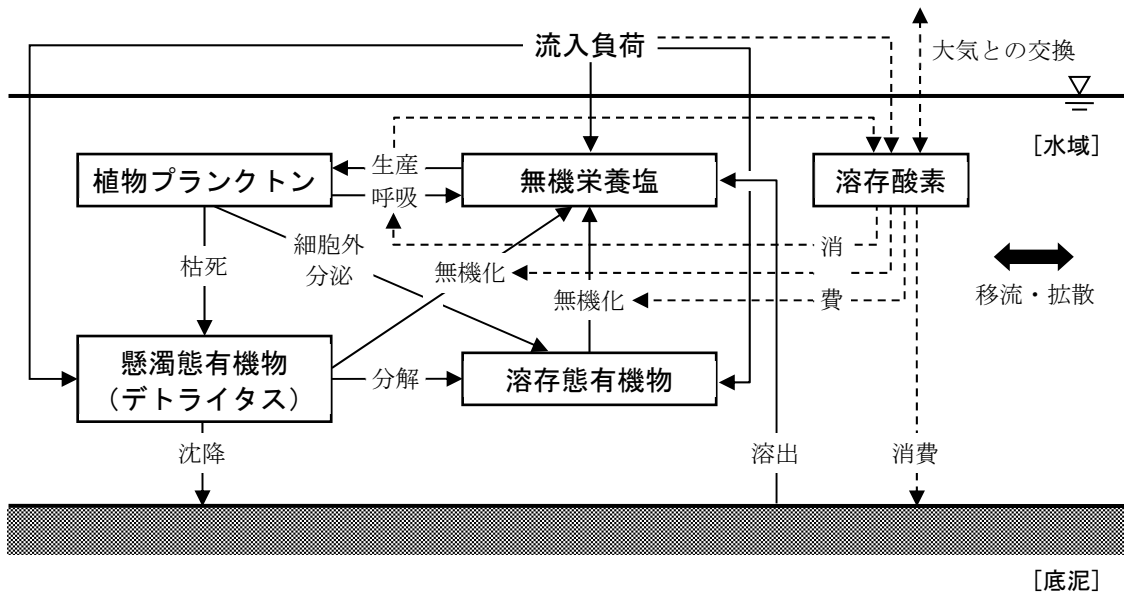 流入負荷
大気との交換
[水域]
生産
植物プランクトン
無機栄養塩
溶存酸素
呼吸
細胞外
分泌
消
枯死
無機化
費
無機化
移流・拡散
懸濁態有機物
(デトライタス)
分解
溶存態有機物
沈降
溶出
消費
[底泥]